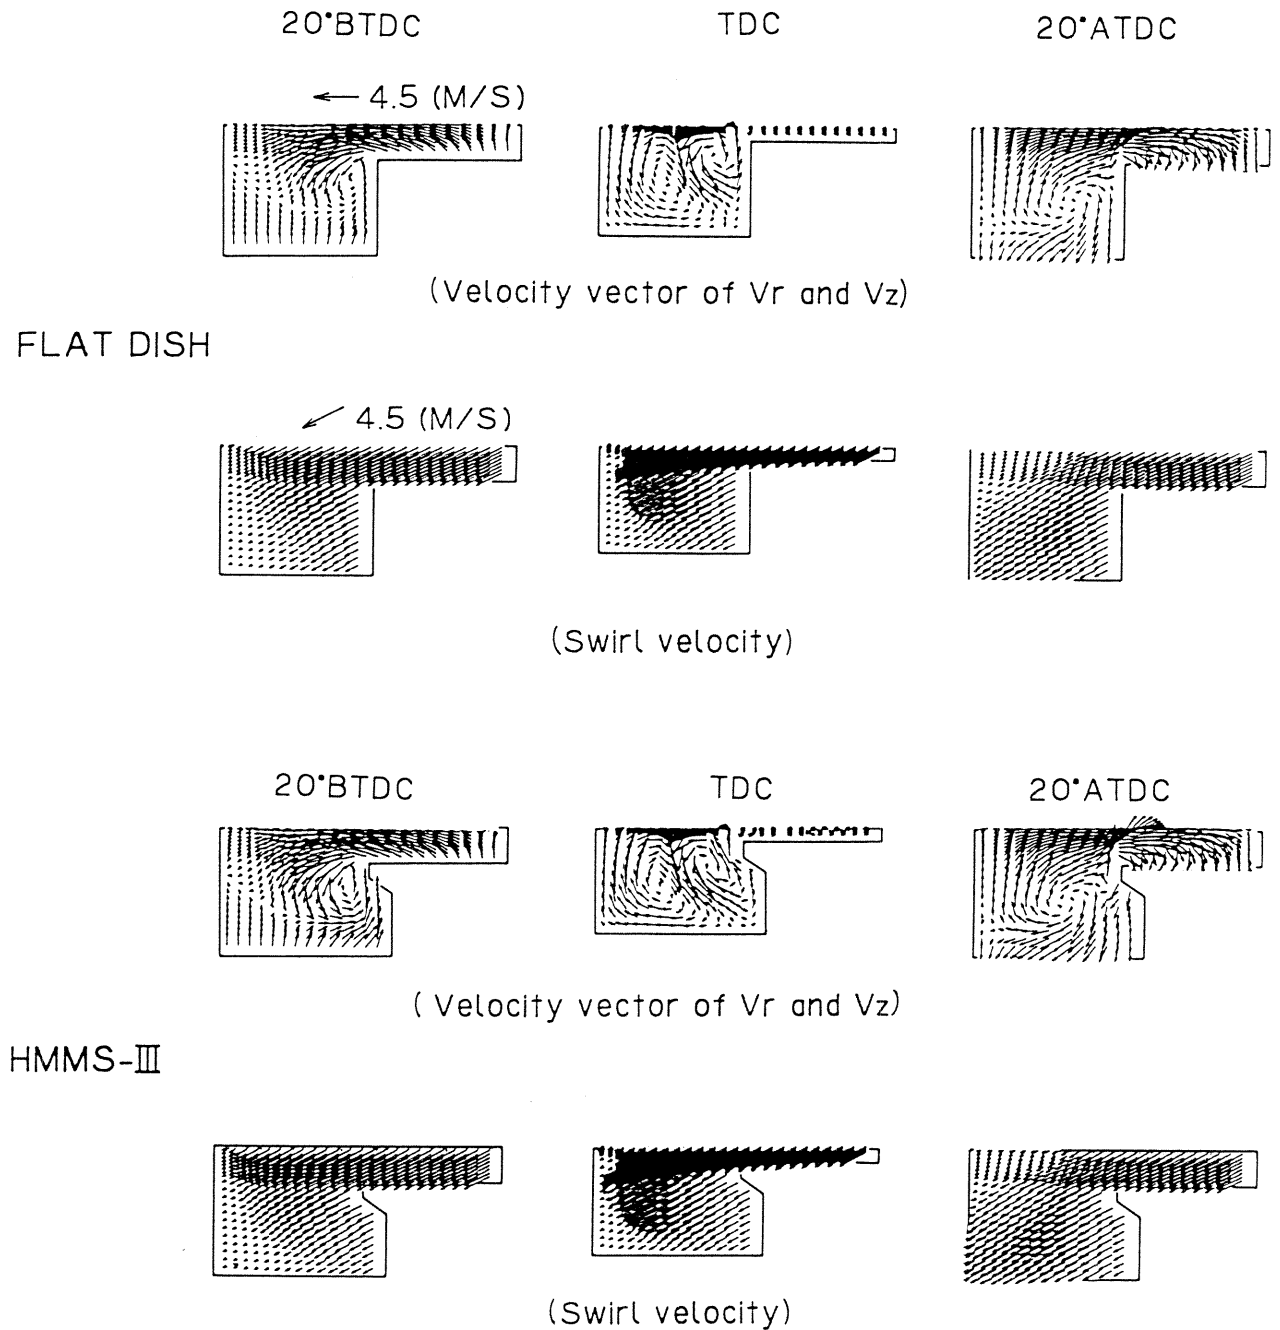 20°BTDC TDC 20°ATDC
4.5 (M/S)
(Velocity vector of Vr and Vz)
FLAT DISH
4.5 (M/S)
(Swirl velocity)
20°BTDC TDC 20°ATDC
( Velocity vector of Vr and Vz)
HMMS-III
(Swirl velocity)